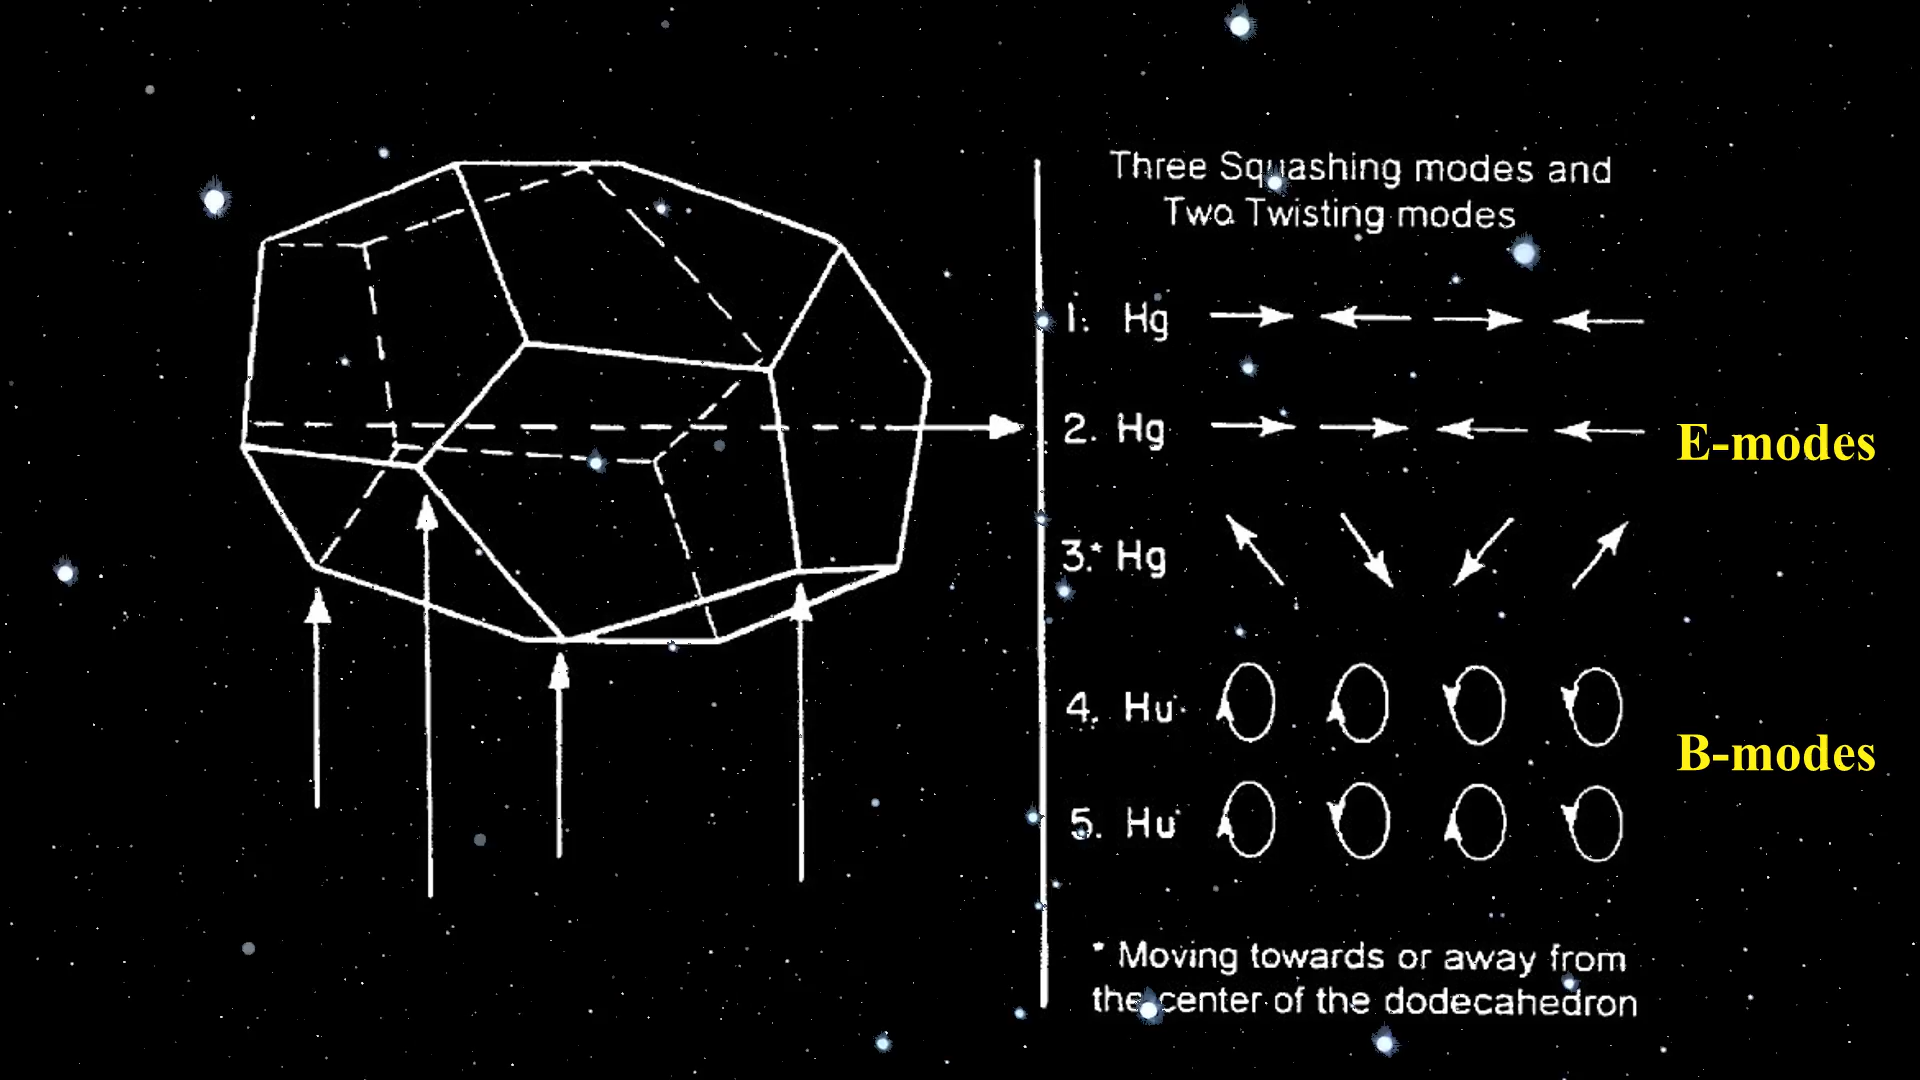 Three Squashing modes and
Two Twisting modes
1. Hg
2. Hg
E-modes
3.* Hg
4. Hu
B-modes
5. Hu
* Moving towards or away from
the center of the dodecahedron